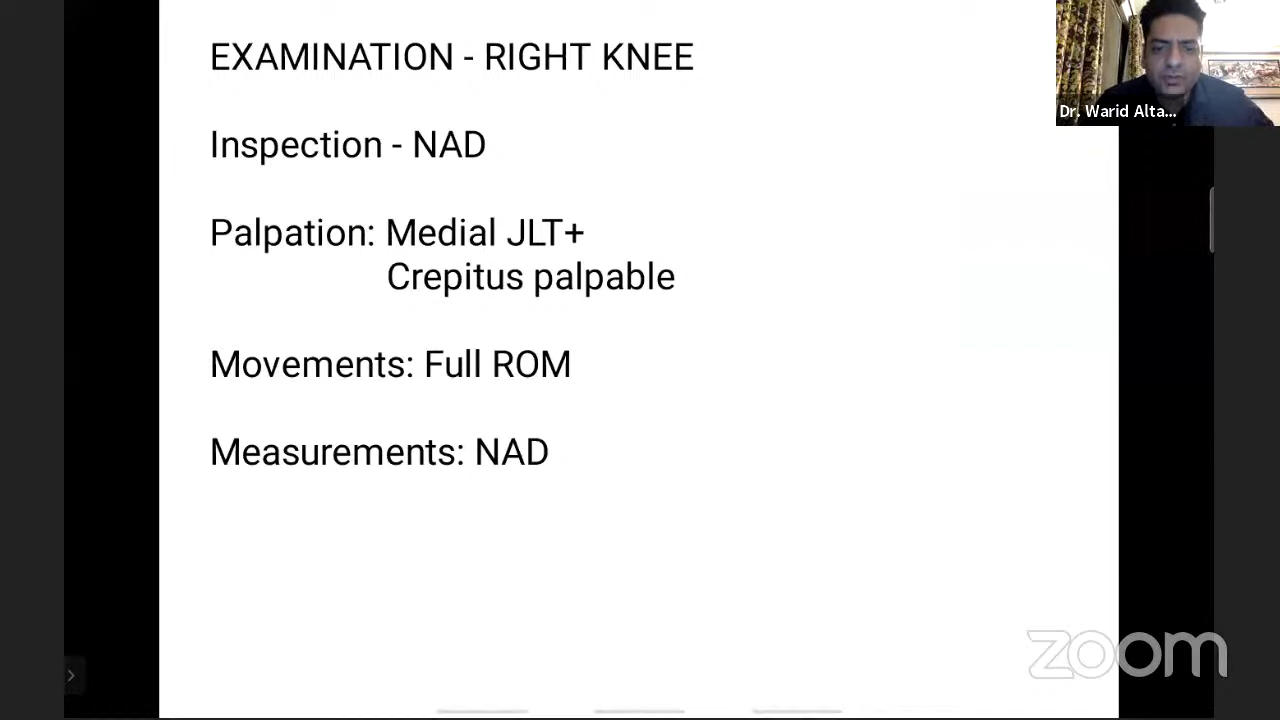 EXAMINATION - RIGHT KNEE
Inspection - NAD
Palpation: Medial JLT+
Crepitus palpable
Movements: Full ROM
Measurements: NAD
Dr. Warid Alta...
zoom